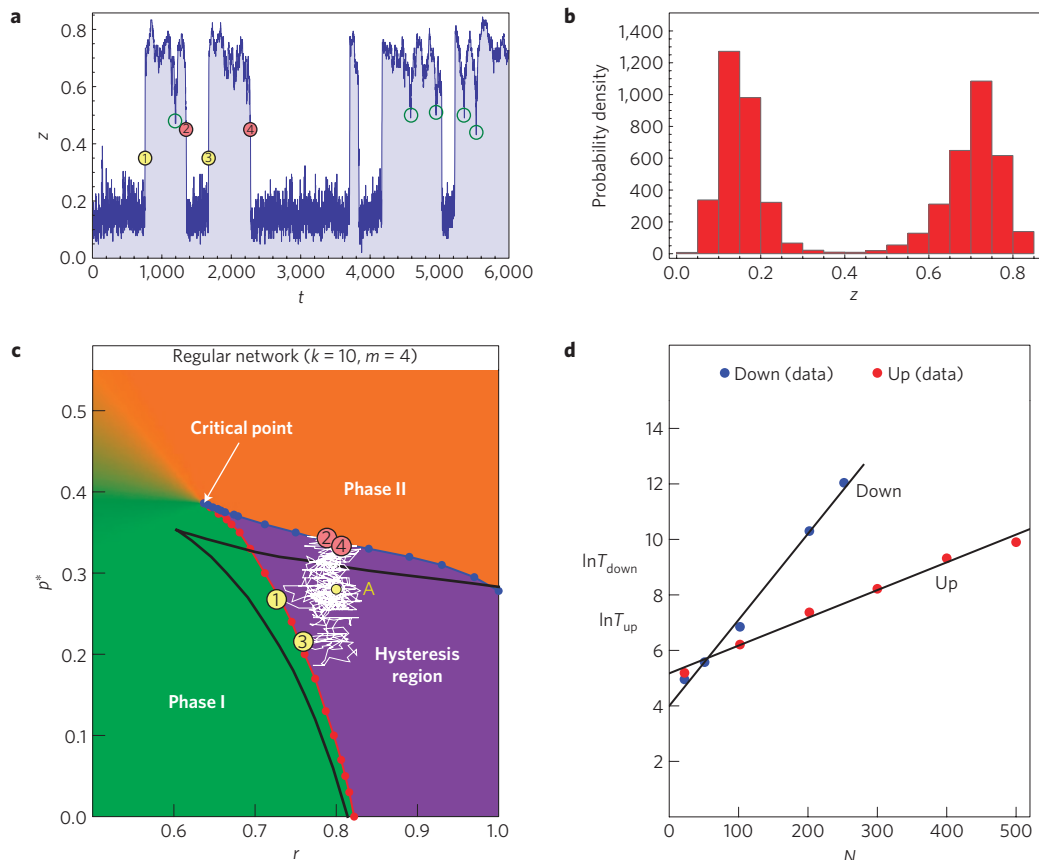 a
z
0.8
0.6
0.4
0.2
0.0
1
2
3
4
0 1,000 2,000 3,000 4,000 5,000 6,000
t
b
Probability density
1,400
1,200
1,000
800
600
400
200
0
0.0 0.2 0.4 0.6 0.8
z
c
Regular network (k = 10, m = 4)
p*
0.5
0.4
0.3
0.2
0.1
0.0
Critical point
Phase II
2
4
A
1
3
Hysteresis
region
Phase I
0.6 0.7 0.8 0.9 1.0
r
d
Down (data) Up (data)
14
12
10
8
6
4
2
lnTdown
lnTup
Down
Up
0 100 200 300 400 500
N